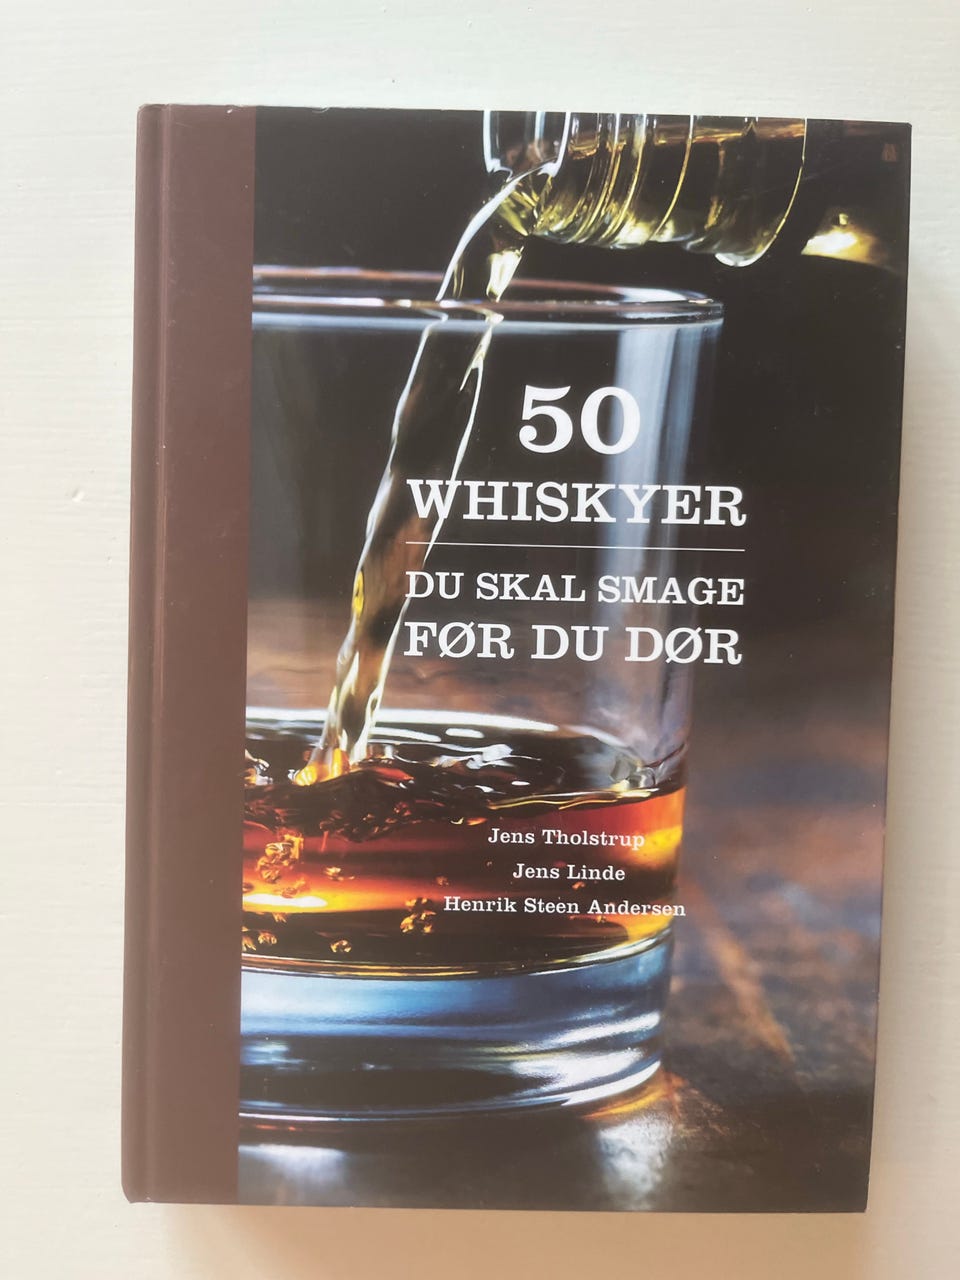 50
WHISKYER
DU SKAL SMAGE
FØR DU DØR
Jens Tholstrup
Jens Linde
Henrik Steen Andersen